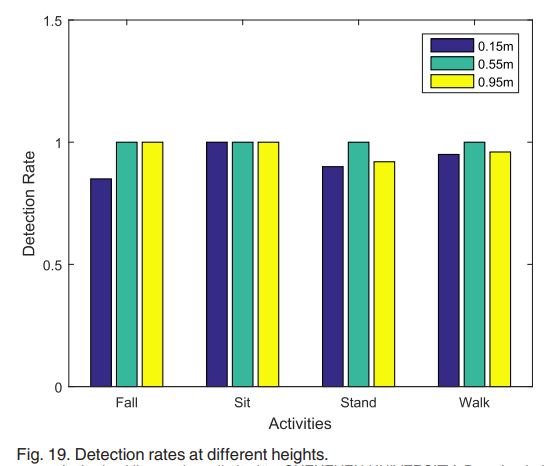 1.5
0.15m
0.55m
0.95m
1
Detection Rate
0.5
0
Fall Sit Stand Walk
Activities
Fig. 19. Detection rates at different heights.